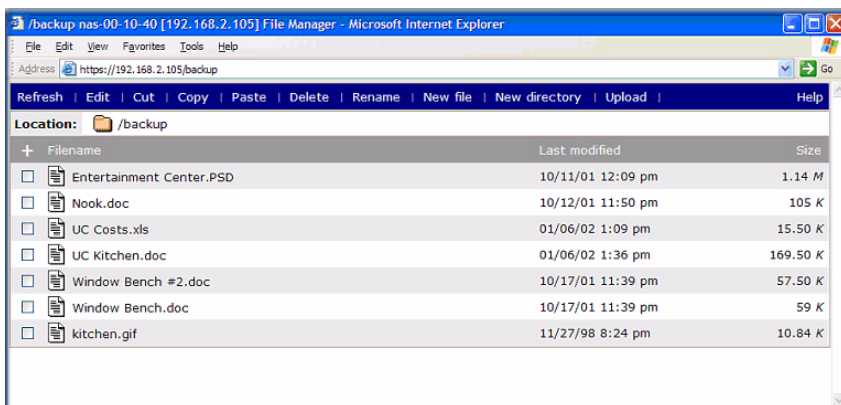 /backup nas-00-10-40 [192.168.2.105] File Manager - Microsoft Internet Explorer
File Edit View Favorites Tools Help
Address https://192.168.2.105/backup Go
Refresh | Edit | Cut | Copy | Paste | Delete | Rename | New file | New directory | Upload | Help
Location: /backup
+ Filename Last modified Size
Entertainment Center.PSD 10/11/01 12:09 pm 1.14 M
Nook.doc 10/12/01 11:50 pm 105 K
UC Costs.xls 01/06/02 1:09 pm 15.50 K
UC Kitchen.doc 01/06/02 1:36 pm 169.50 K
Window Bench #2.doc 10/17/01 11:39 pm 57.50 K
Window Bench.doc 10/17/01 11:39 pm 59 K
kitchen.gif 11/27/98 8:24 pm 10.84 K